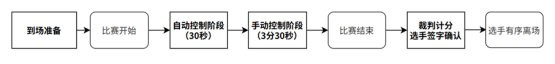 到场准备
比赛开始
自动控制阶段
（30秒）
手动控制阶段
（3分30秒）
比赛结束
裁判计分
选手签字确认
选手有序离场